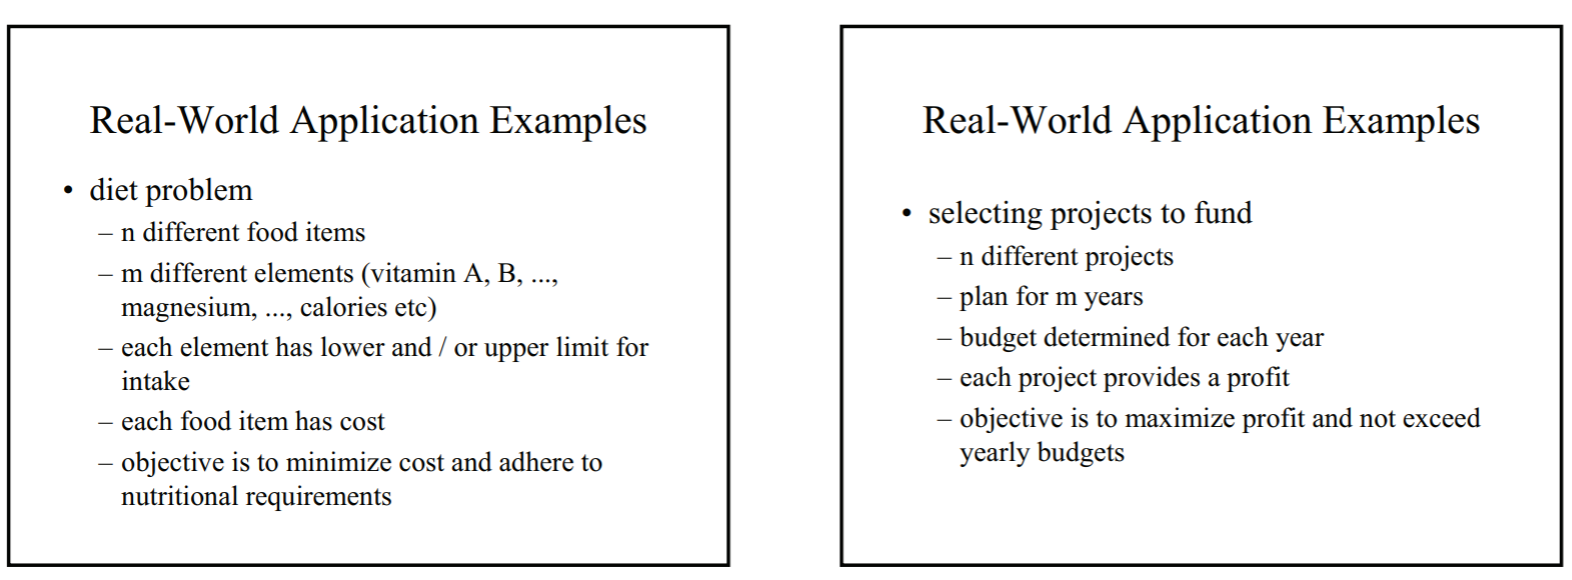 Real-World Application Examples
• diet problem
– n different food items
– m different elements (vitamin A, B, ...,
magnesium, ..., calories etc)
– each element has lower and / or upper limit for
intake
– each food item has cost
– objective is to minimize cost and adhere to
nutritional requirements
Real-World Application Examples
• selecting projects to fund
– n different projects
– plan for m years
– budget determined for each year
– each project provides a profit
– objective is to maximize profit and not exceed
yearly budgets